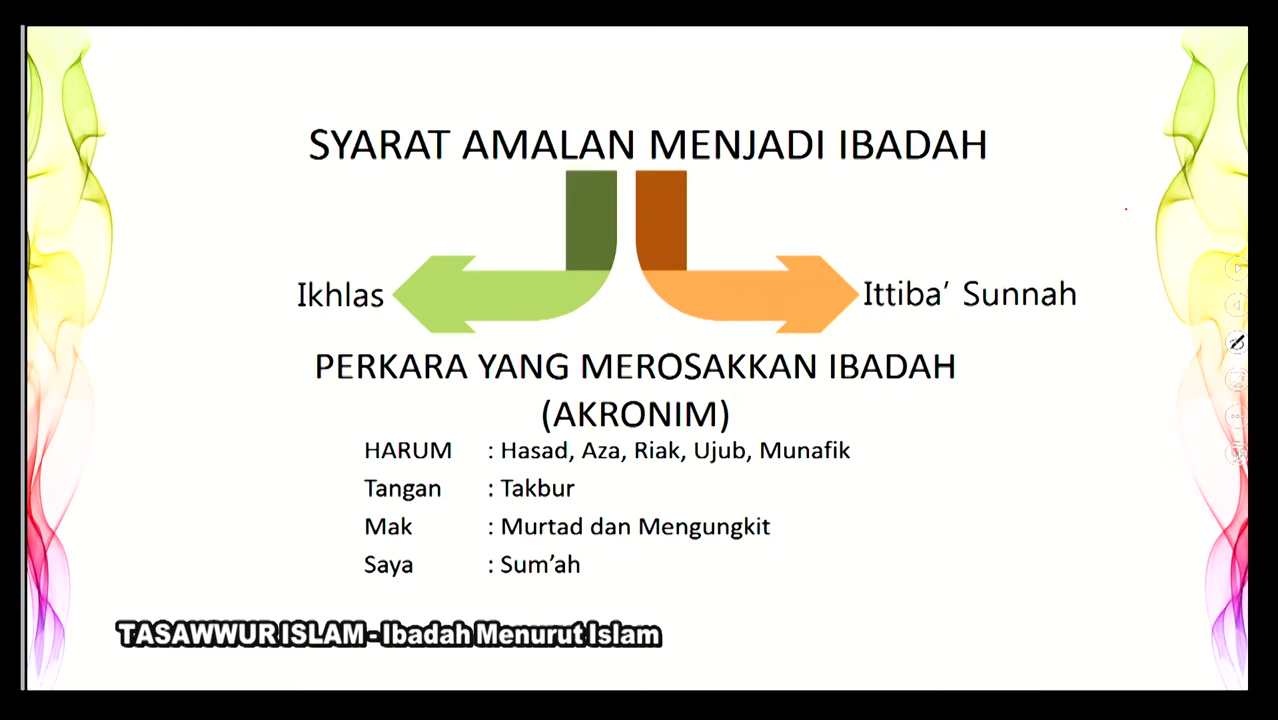 SYARAT AMALAN MENJADI IBADAH
Ikhlas
Ittiba’ Sunnah
PERKARA YANG MEROSAKKAN IBADAH
(AKRONIM)
HARUM : Hasad, Aza, Riak, Ujub, Munafik
Tangan : Takbur
Mak : Murtad dan Mengungkit
Saya : Sum’ah
TASAWWUR ISLAM - Ibadah Menurut Islam